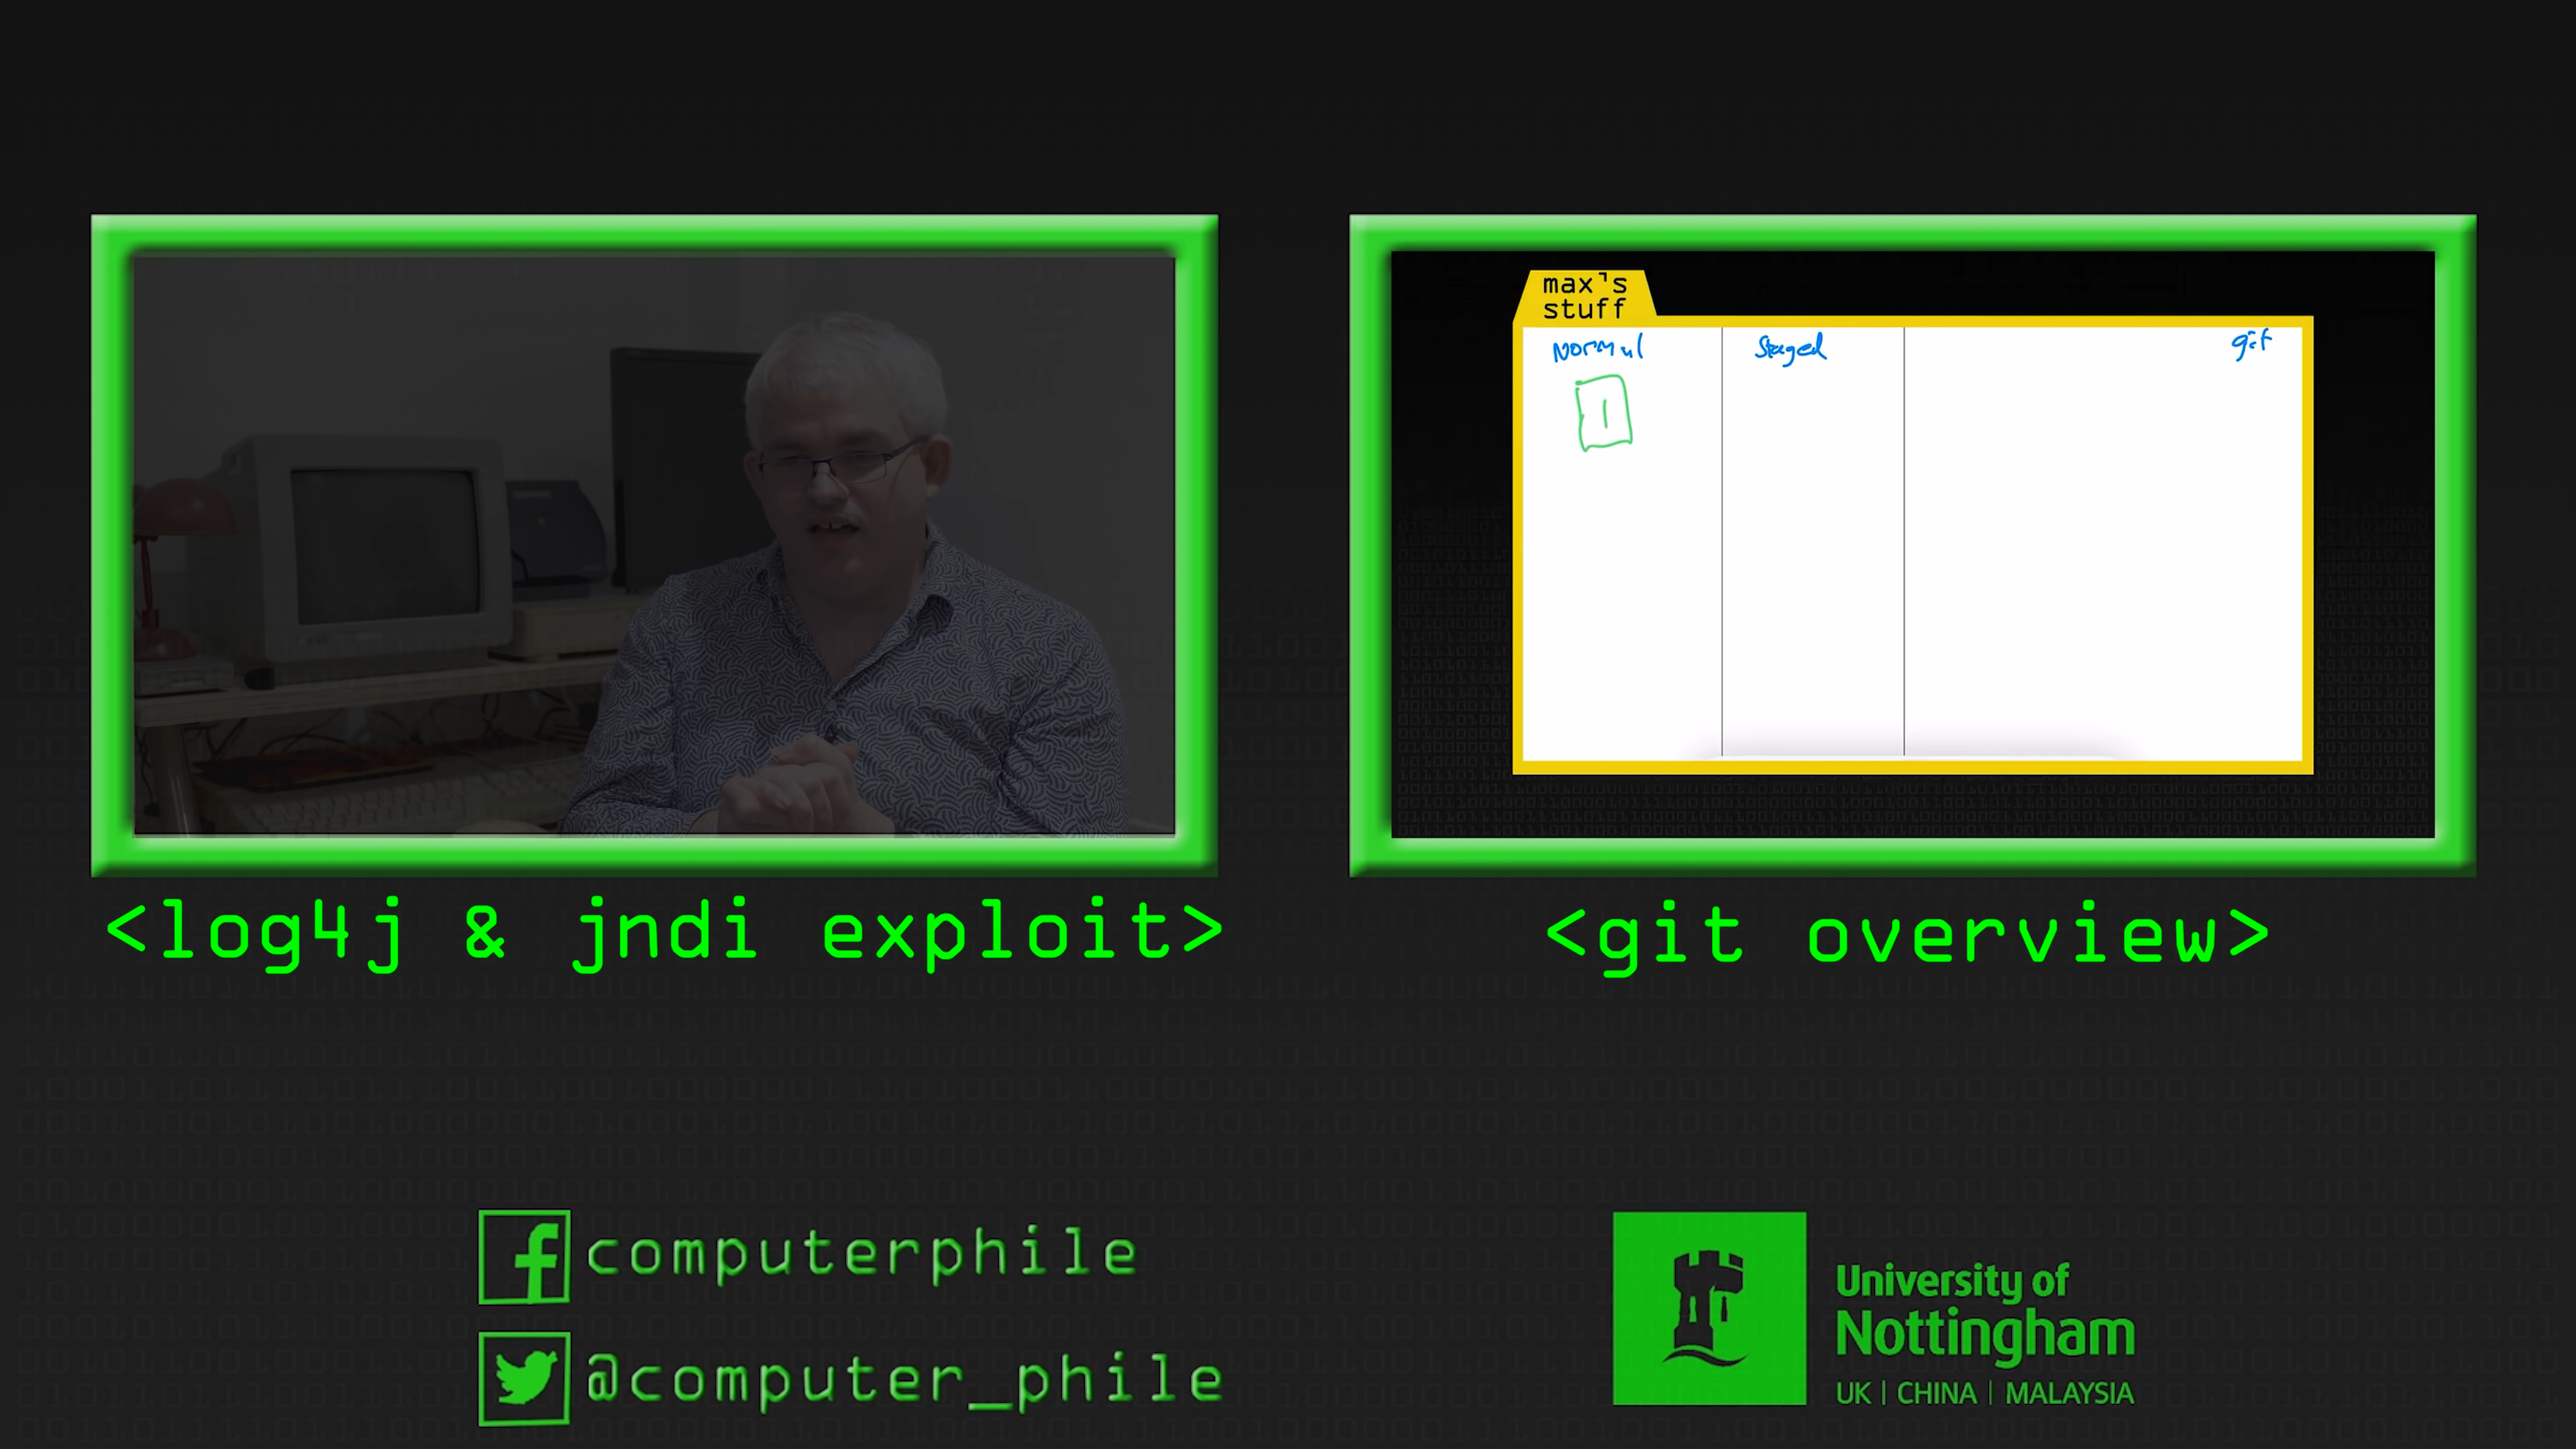 max's
stuff
Normal
Staged
git
1
<log4j & jndi exploit>
<git overview>
computerphile
@computer_phile
University of
Nottingham
UK | CHINA | MALAYSIA